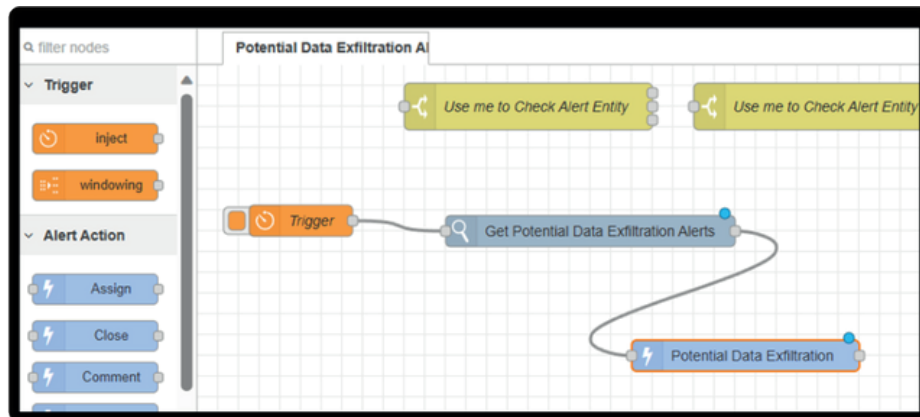 filter nodes
Potential Data Exfiltration Al
Trigger
Use me to Check Alert Entity
Use me to Check Alert Entity
inject
windowing
Trigger
Get Potential Data Exfiltration Alerts
Alert Action
Assign
Close
Potential Data Exfiltration
Comment